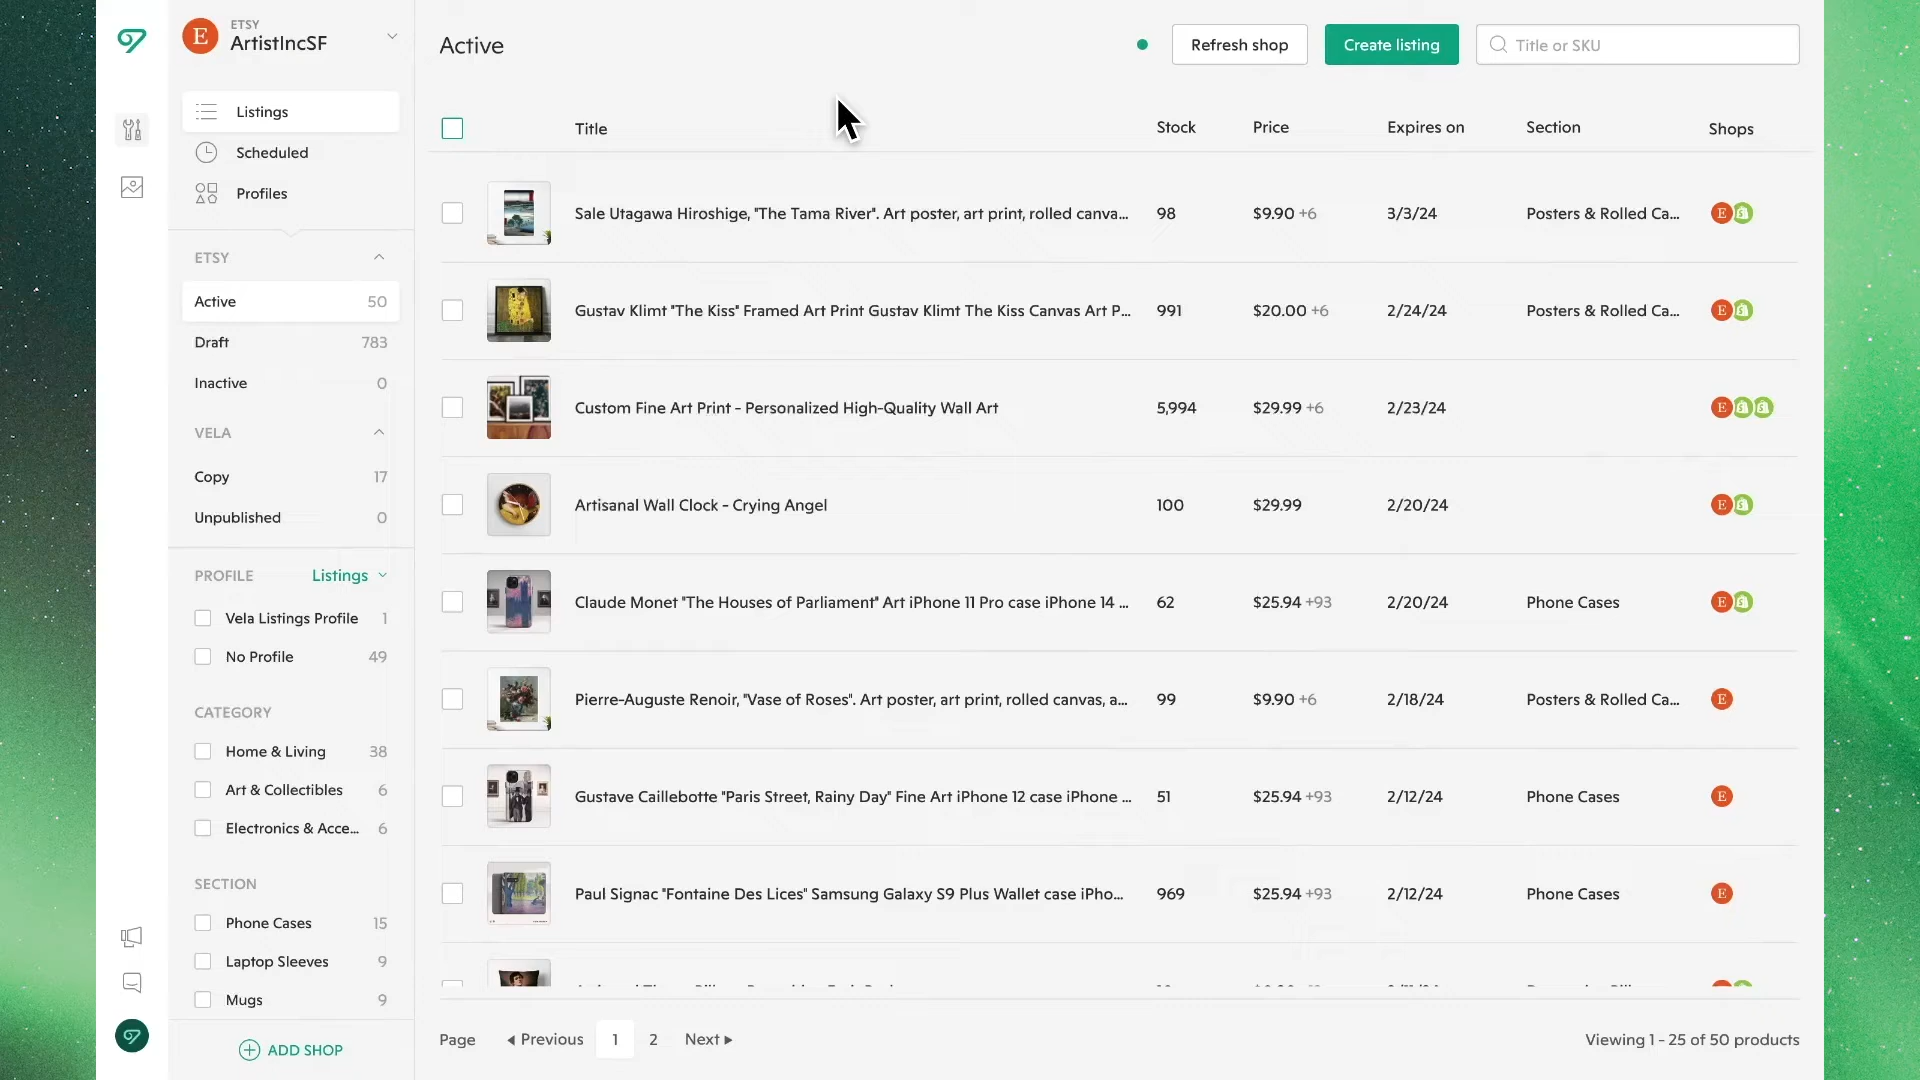 ETSY
ArtistIncSF
Listings
Scheduled
Profiles
ETSY
Active 50
Draft 783
Inactive 0
VELA
Copy 17
Unpublished 0
PROFILE Listings
Vela Listings Profile 1
No Profile 49
CATEGORY
Home & Living 38
Art & Collectibles 6
Electronics & Acce... 6
SECTION
Phone Cases 15
Laptop Sleeves 9
Mugs 9
ADD SHOP
Active
Refresh shop
Create listing
Title or SKU
Title Stock Price Expires on Section Shops
Sale Utagawa Hiroshige, "The Tama River". Art poster, art print, rolled canva... 98 $9.90 +6 3/3/24 Posters & Rolled Ca... E
Gustav Klimt "The Kiss" Framed Art Print Gustav Klimt The Kiss Canvas Art P... 991 $20.00 +6 2/24/24 Posters & Rolled Ca... E
Custom Fine Art Print - Personalized High-Quality Wall Art 5,994 $29.99 +6 2/23/24 E
Artisanal Wall Clock - Crying Angel 100 $29.99 2/20/24 E
Claude Monet "The Houses of Parliament" Art iPhone 11 Pro case iPhone 14 ... 62 $25.94 +93 2/20/24 Phone Cases E
Pierre-Auguste Renoir, "Vase of Roses". Art poster, art print, rolled canvas, a... 99 $9.90 +6 2/18/24 Posters & Rolled Ca... E
Gustave Caillebotte "Paris Street, Rainy Day" Fine Art iPhone 12 case iPhone ... 51 $25.94 +93 2/12/24 Phone Cases E
Paul Signac "Fontaine Des Lices" Samsung Galaxy S9 Plus Wallet case iPho... 969 $25.94 +93 2/12/24 Phone Cases E
Page Previous 1 2 Next
Viewing 1 - 25 of 50 products